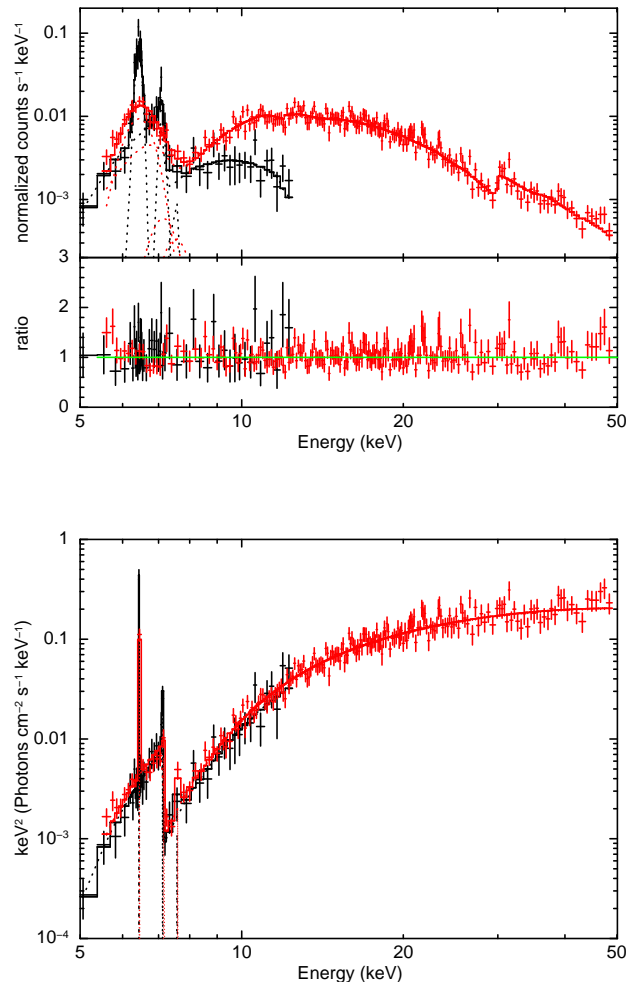 normalized counts s⁻¹ keV⁻¹
0.1
0.01
10⁻³
3
ratio
2
1
0
5 10 20 50
Energy (keV)
keV² (Photons cm⁻² s⁻¹ keV⁻¹)
1
0.1
0.01
10⁻³
10⁻⁴
5 10 20 50
Energy (keV)